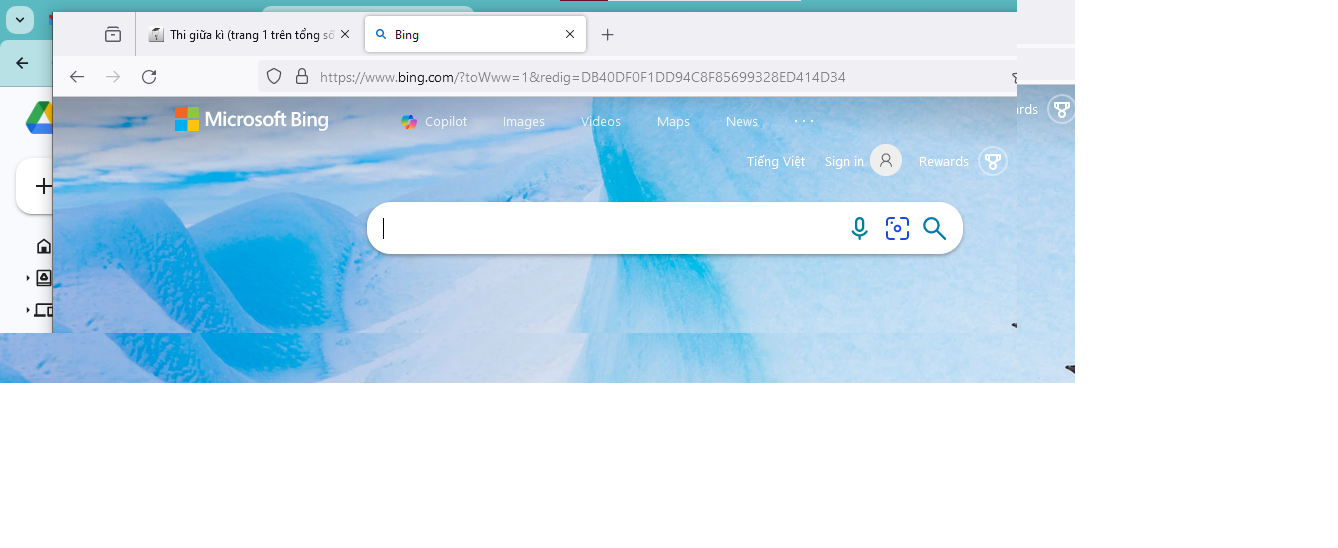 Thi giữa kì (trang 1 trên tổng số
Bing
https://www.bing.com/?toWww=1&redig=DB40DF0F1DD94C8F85699328ED414D34
Microsoft Bing
Copilot
Images
Videos
Maps
News
Tiếng Việt
Sign in
Rewards